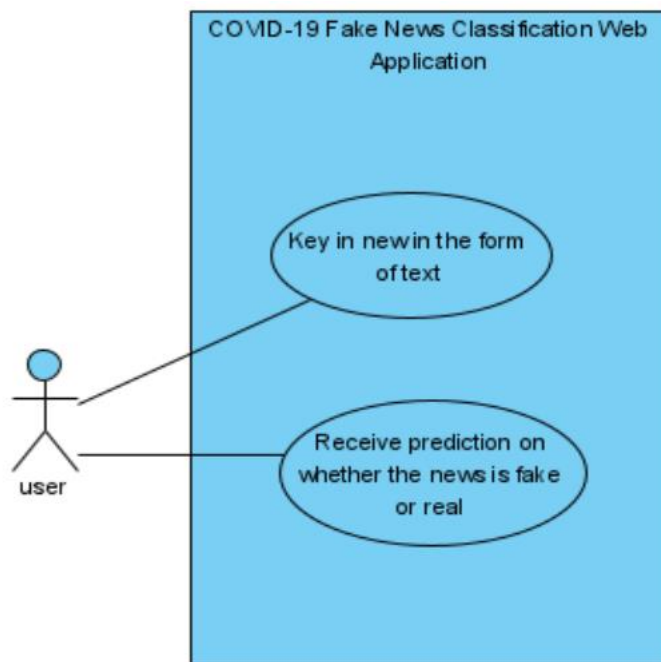 COVID-19 Fake News Classification Web
Application
Key in new in the form
of text
Receive prediction on
whether the news is fake
or real
user